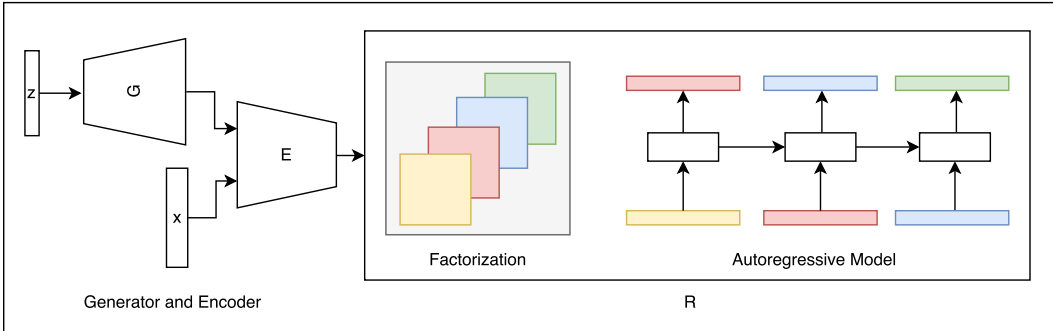 z
G
E
x
Factorization
Autoregressive Model
Generator and Encoder
R